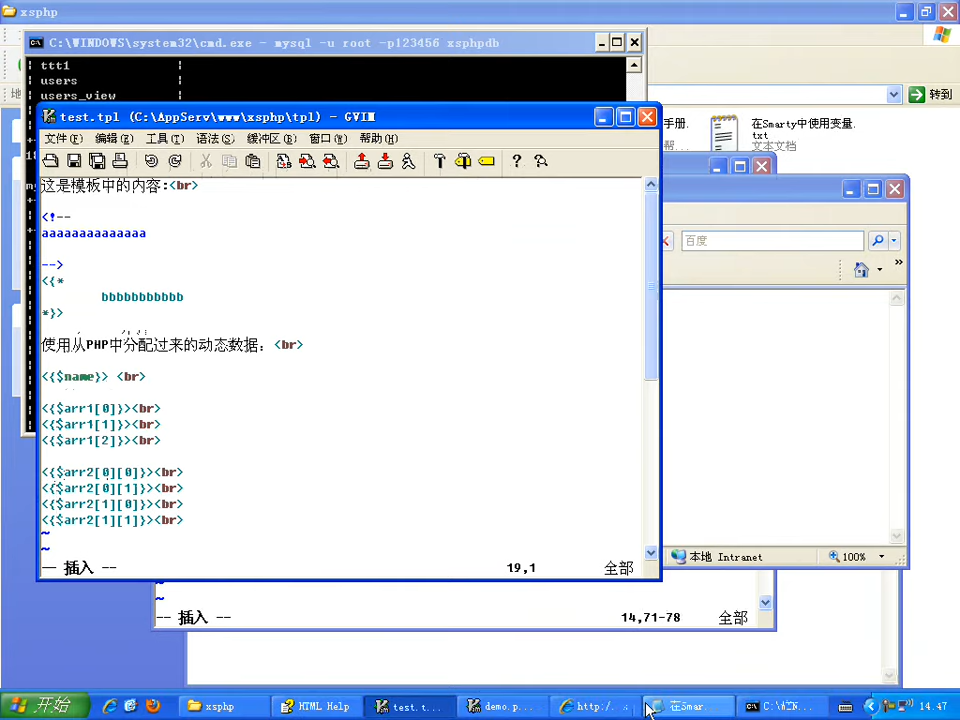 xsphp
C:\WINDOWS\system32\cmd.exe - mysql -u root -p123456 xsphpdb
ttt1
users
users_view
转到
手册.
在Smarty中使用变量.
txt
文本文档
test.tpl (C:\AppServ\www\xsphp\tpl) - GVIM
文件(F) 编辑(E) 工具(T) 语法(S) 缓冲区(B) 窗口(W) 帮助(H)
这是模板中的内容:<br>
<!--
aaaaaaaaaaaaaa
-->
<{*
bbbbbbbbbbb
*}>
使用从PHP中分配过来的动态数据: <br>
<{$name}> <br>
<{$arr1[0]}><br>
<{$arr1[1]}><br>
<{$arr1[2]}><br>
<{$arr2[0][0]}><br>
<{$arr2[0][1]}><br>
<{$arr2[1][0]}><br>
<{$arr2[1][1]}><br>
~
~
-- 插入 -- 19,1 全部
百度
本地 Intranet 100%
~
~
-- 插入 -- 14,71-78 全部
开始 xsphp HTML Help test.t... demo.p... http:/. 在Smar. C:\WIN... 14:47